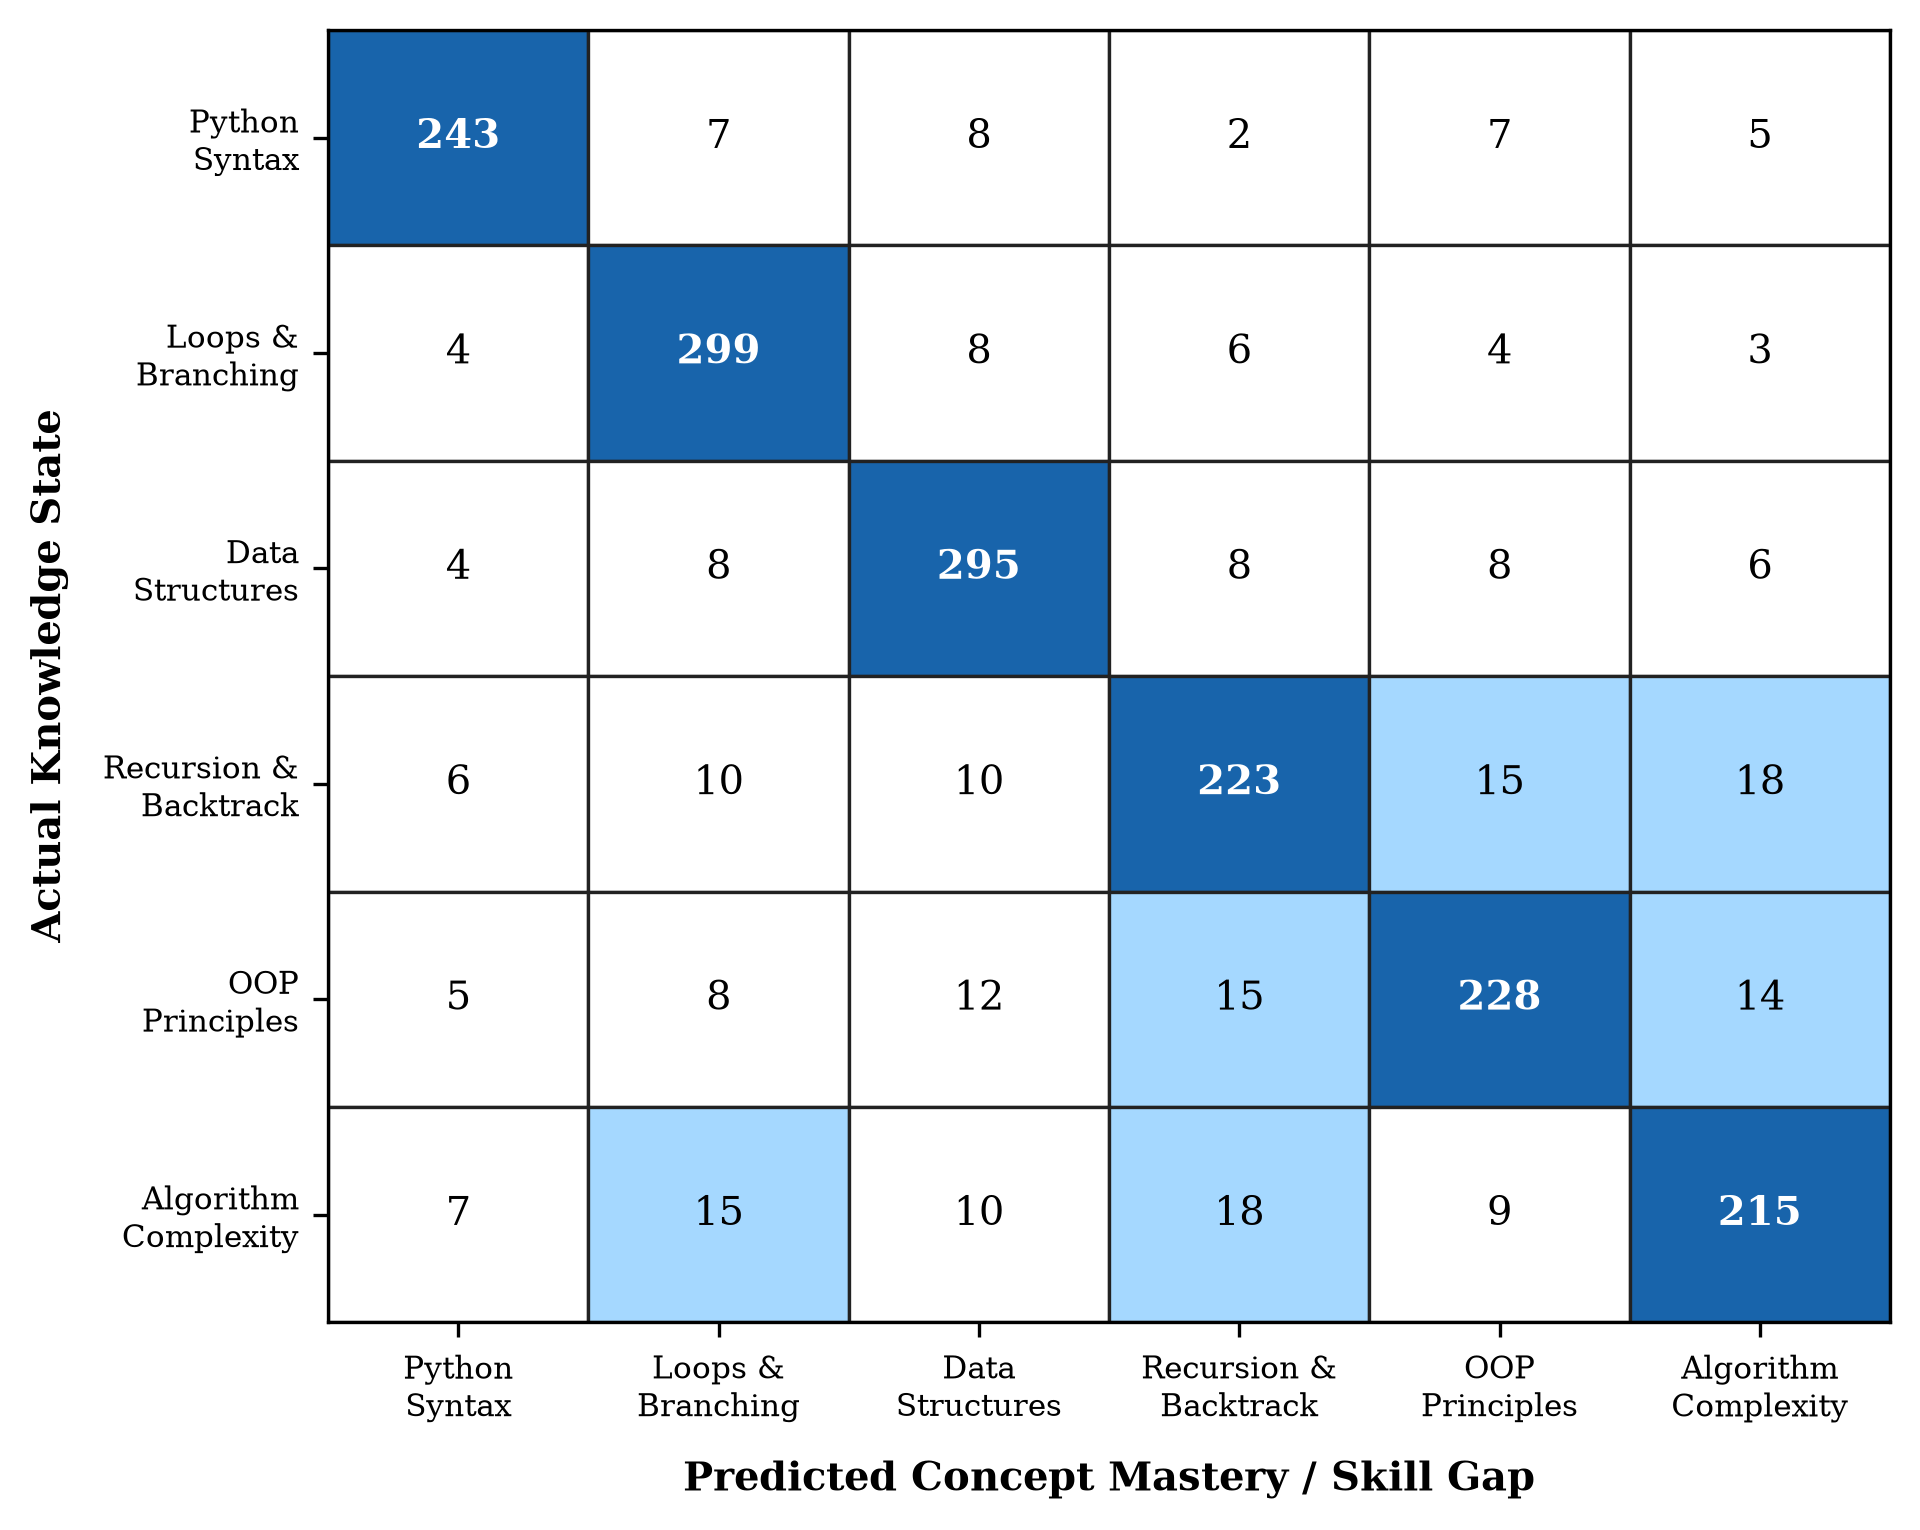 Python
Syntax
243 7 8 2 7 5
Loops &
Branching
4 299 8 6 4 3
Data
Structures
4 8 295 8 8 6
Recursion &
Backtrack
6 10 10 223 15 18
OOP
Principles
5 8 12 15 228 14
Algorithm
Complexity
7 15 10 18 9 215
Actual Knowledge State
Python Loops & Data Recursion & OOP Algorithm
Syntax Branching Structures Backtrack Principles Complexity
Predicted Concept Mastery / Skill Gap